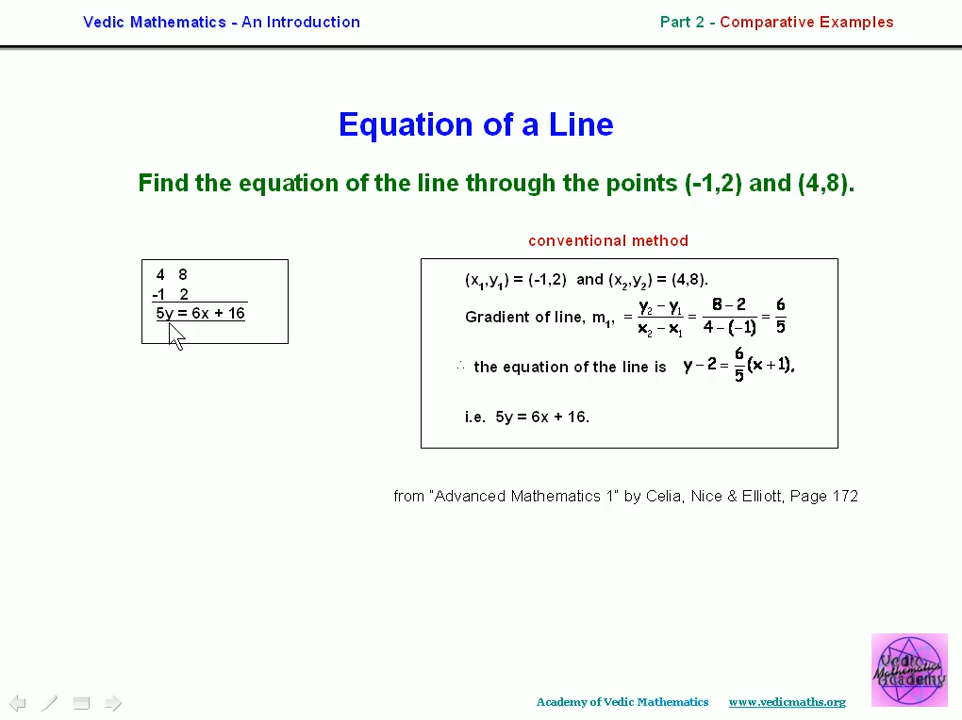 Vedic Mathematics - An Introduction
Part 2 - Comparative Examples
Equation of a Line
Find the equation of the line through the points (-1,2) and (4,8).
4 8
-1 2
5y = 6x + 16
conventional method
(x₁,y₁) = (-1,2) and (x₂,y₂) = (4,8).
Gradient of line, m₁, = (y₂ − y₁)/(x₂ − x₁) = (8 − 2)/(4 − (−1)) = 6/5
∴ the equation of the line is y − 2 = 6/5 (x + 1),
i.e. 5y = 6x + 16.
from "Advanced Mathematics 1" by Celia, Nice & Elliott, Page 172
Vedic
Mathematics
Academy
Academy of Vedic Mathematics www.vedicmaths.org